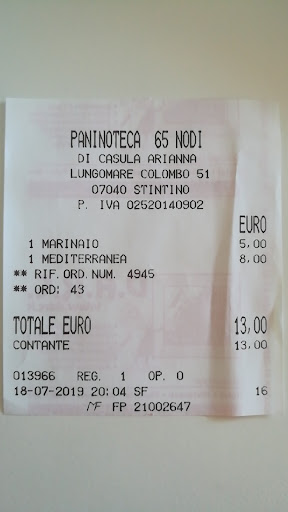 PANINOTECA 65 NODI
DI CASULA ARIANNA
LUNGOMARE COLOMBO 51
07040 STINTINO
P. IVA 02520140902
EURO
1 MARINAIO 5,00
1 MEDITERRANEA 8,00
** RIF.ORD.NUM. 4945
** ORD: 43
TOTALE EURO 13,00
CONTANTE 13,00
013966 REG. 1 OP. 0
18-07-2019 20:04 SF 16
MF FP 21002647